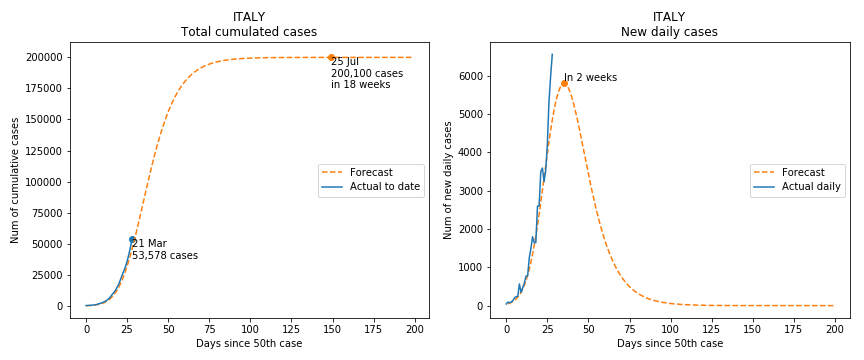 ITALY
Total cumulated cases
Num of cumulative cases
200000
175000
150000
125000
100000
75000
50000
25000
0
25 Jul
200,100 cases
in 18 weeks
21 Mar
53,578 cases
Forecast
Actual to date
0 25 50 75 100 125 150 175 200
Days since 50th case
ITALY
New daily cases
Num of new daily cases
6000
5000
4000
3000
2000
1000
0
In 2 weeks
Forecast
Actual daily
0 25 50 75 100 125 150 175 200
Days since 50th case